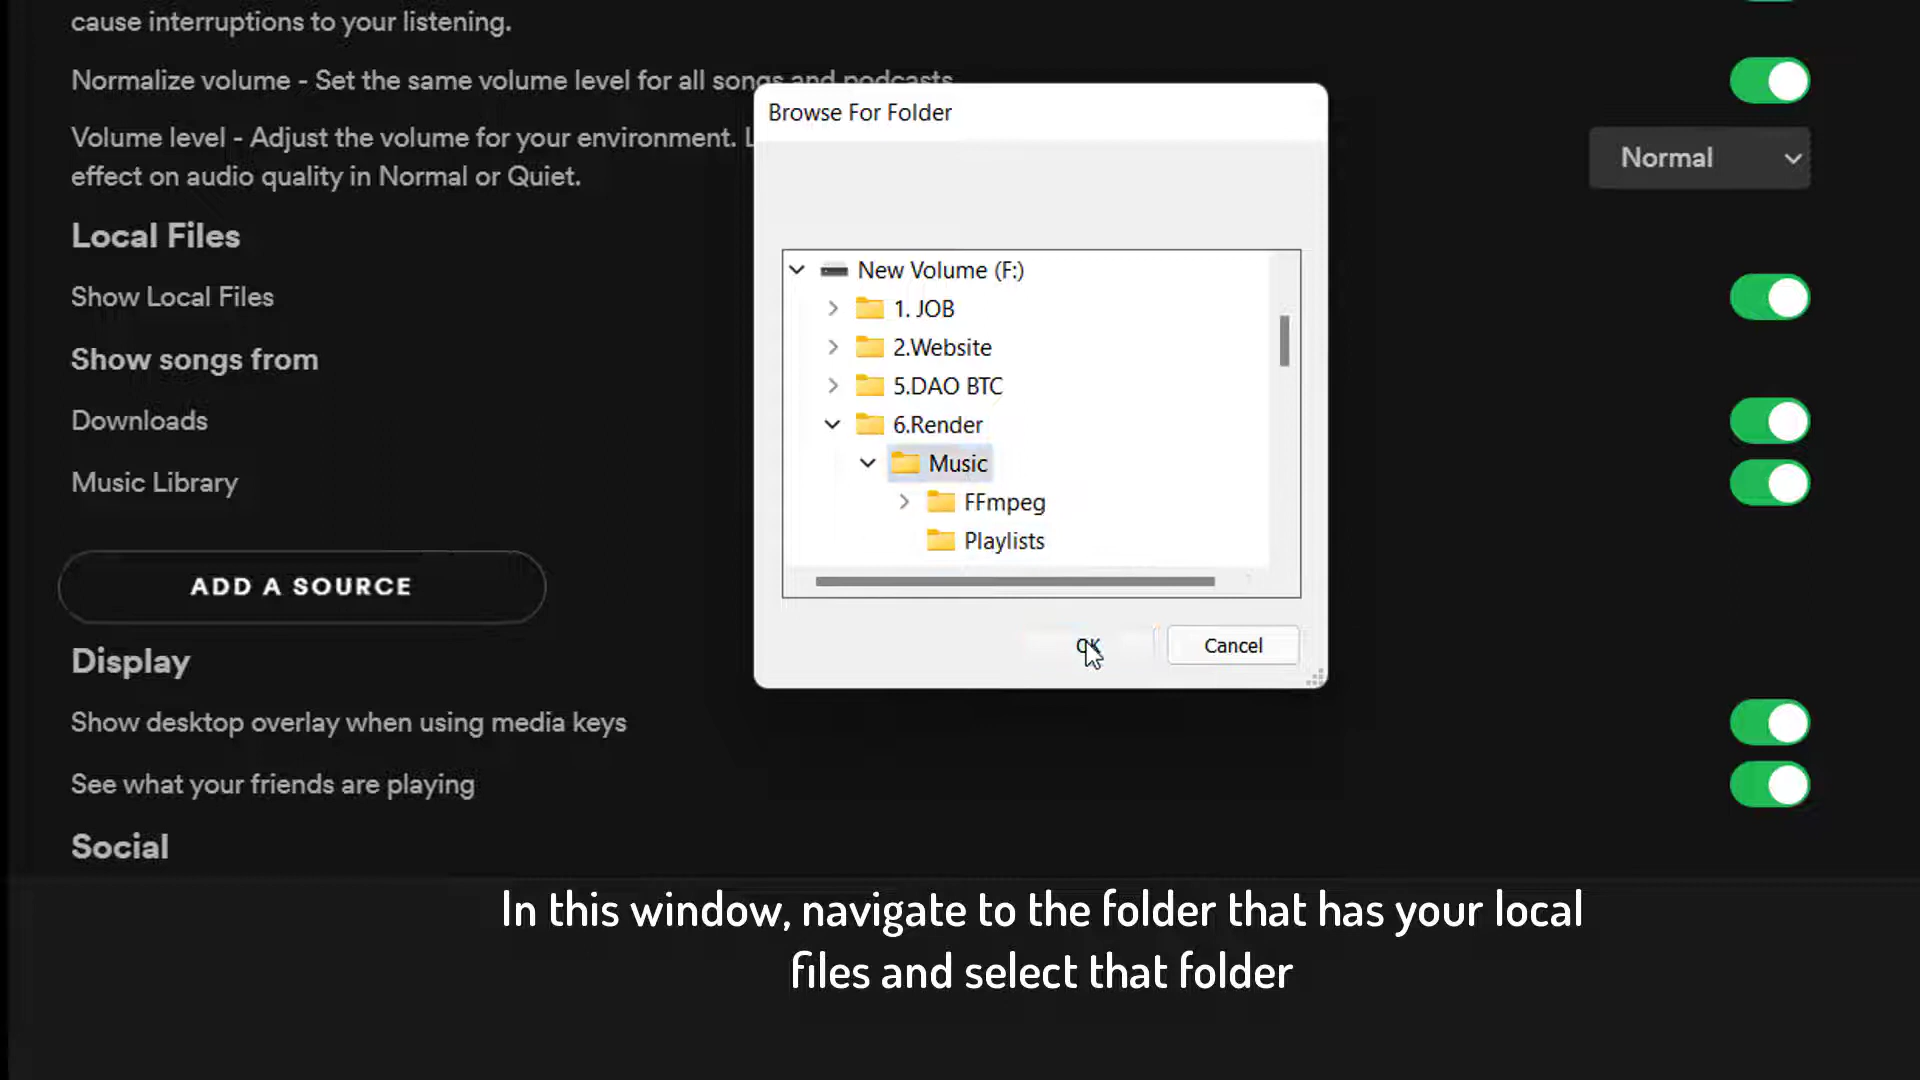 cause interruptions to your listening.
Normalize volume - Set the same volume level for all songs and podcasts
Volume level - Adjust the volume for your environment.
effect on audio quality in Normal or Quiet.
Normal
Local Files
Show Local Files
Show songs from
Downloads
Music Library
ADD A SOURCE
Display
Show desktop overlay when using media keys
See what your friends are playing
Social
Browse For Folder
New Volume (F:)
1. JOB
2.Website
5.DAO BTC
6.Render
Music
FFmpeg
Playlists
OK
Cancel
In this window, navigate to the folder that has your local
files and select that folder